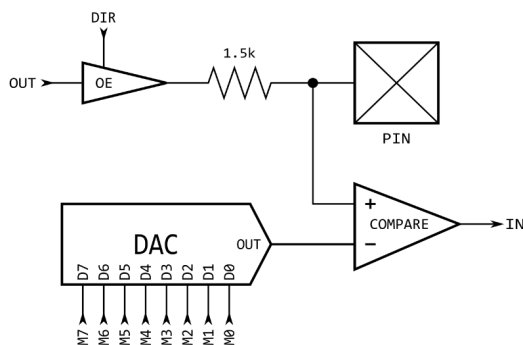 DIR
1.5k
OUT
OE
PIN
+
COMPARE
IN
−
DAC
OUT
D7 D6 D5 D4 D3 D2 D1 D0
M7 M6 M5 M4 M3 M2 M1 M0